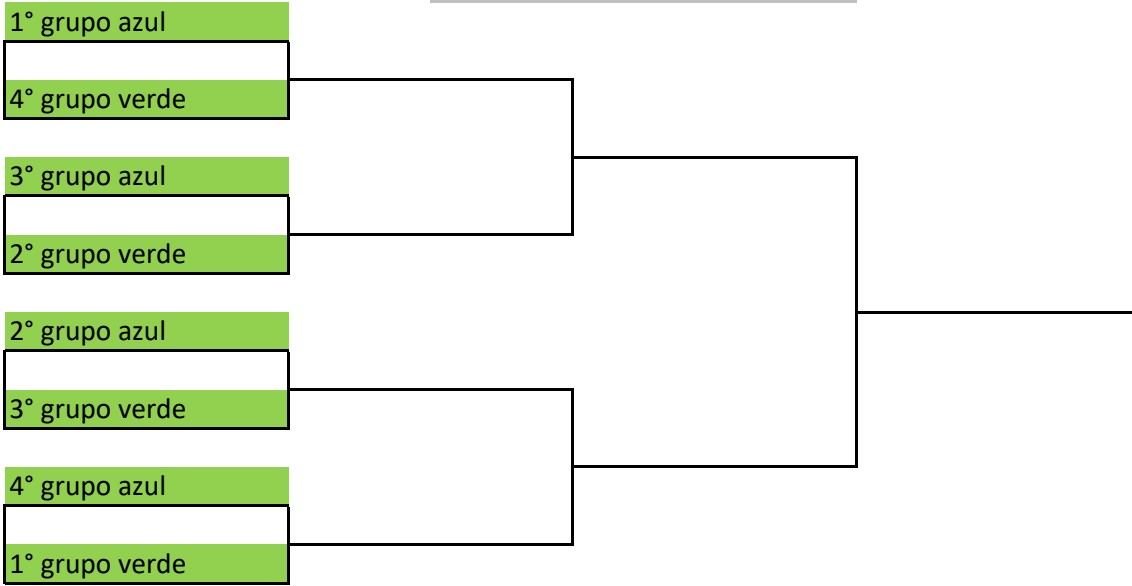 1° grupo azul
4° grupo verde
3° grupo azul
2° grupo verde
2° grupo azul
3° grupo verde
4° grupo azul
1° grupo verde